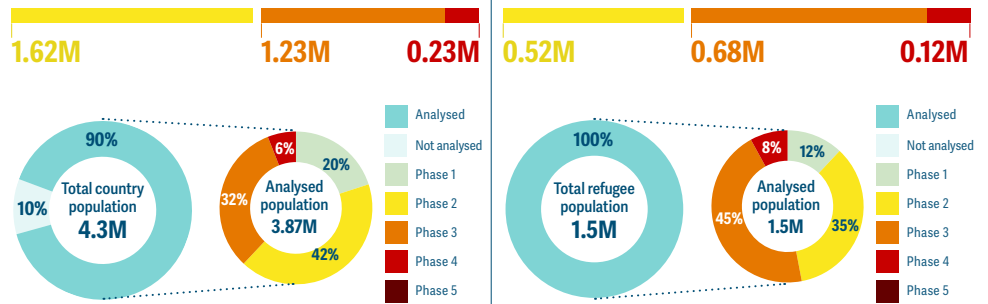 1.62M
1.23M
0.23M
90%
10%
Total country
population
4.3M
6%
20%
32%
42%
Analysed
population
3.87M
Analysed
Not analysed
Phase 1
Phase 2
Phase 3
Phase 4
Phase 5
0.52M
0.68M
0.12M
100%
Total refugee
population
1.5M
8%
12%
45%
35%
Analysed
population
1.5M
Analysed
Not analysed
Phase 1
Phase 2
Phase 3
Phase 4
Phase 5